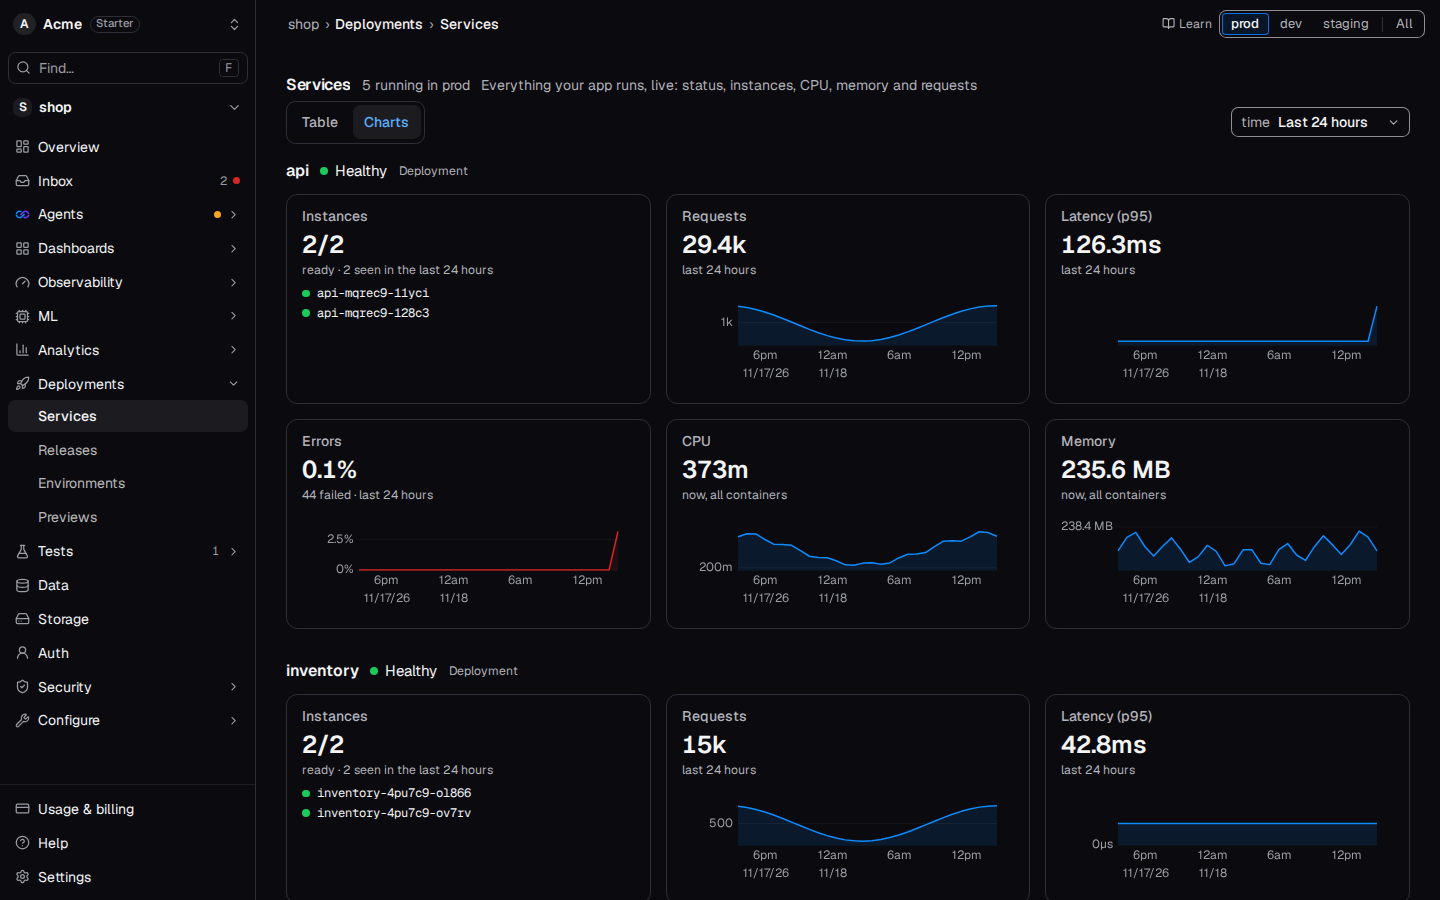 A Acme Starter
Find... F
S shop
Overview
Inbox 2
Agents
Dashboards
Observability
ML
Analytics
Deployments
Services
Releases
Environments
Previews
Tests 1
Data
Storage
Auth
Security
Configure
Usage & billing
Help
Settings
shop › Deployments › Services
Learn prod dev staging All
Services 5 running in prod Everything your app runs, live: status, instances, CPU, memory and requests
Table Charts
time Last 24 hours
api Healthy Deployment
Instances
2/2
ready · 2 seen in the last 24 hours
api-mqrec9-11yci
api-mqrec9-128c3
Requests
29.4k
last 24 hours
1k
6pm 12am 6am 12pm
11/17/26 11/18
Latency (p95)
126.3ms
last 24 hours
6pm 12am 6am 12pm
11/17/26 11/18
Errors
0.1%
44 failed · last 24 hours
2.5%
0%
6pm 12am 6am 12pm
11/17/26 11/18
CPU
373m
now, all containers
200m
6pm 12am 6am 12pm
11/17/26 11/18
Memory
235.6 MB
now, all containers
238.4 MB
6pm 12am 6am 12pm
11/17/26 11/18
inventory Healthy Deployment
Instances
2/2
ready · 2 seen in the last 24 hours
inventory-4pu7c9-ol866
inventory-4pu7c9-ov7rv
Requests
15k
last 24 hours
500
6pm 12am 6am 12pm
11/17/26 11/18
Latency (p95)
42.8ms
last 24 hours
0µs
6pm 12am 6am 12pm
11/17/26 11/18